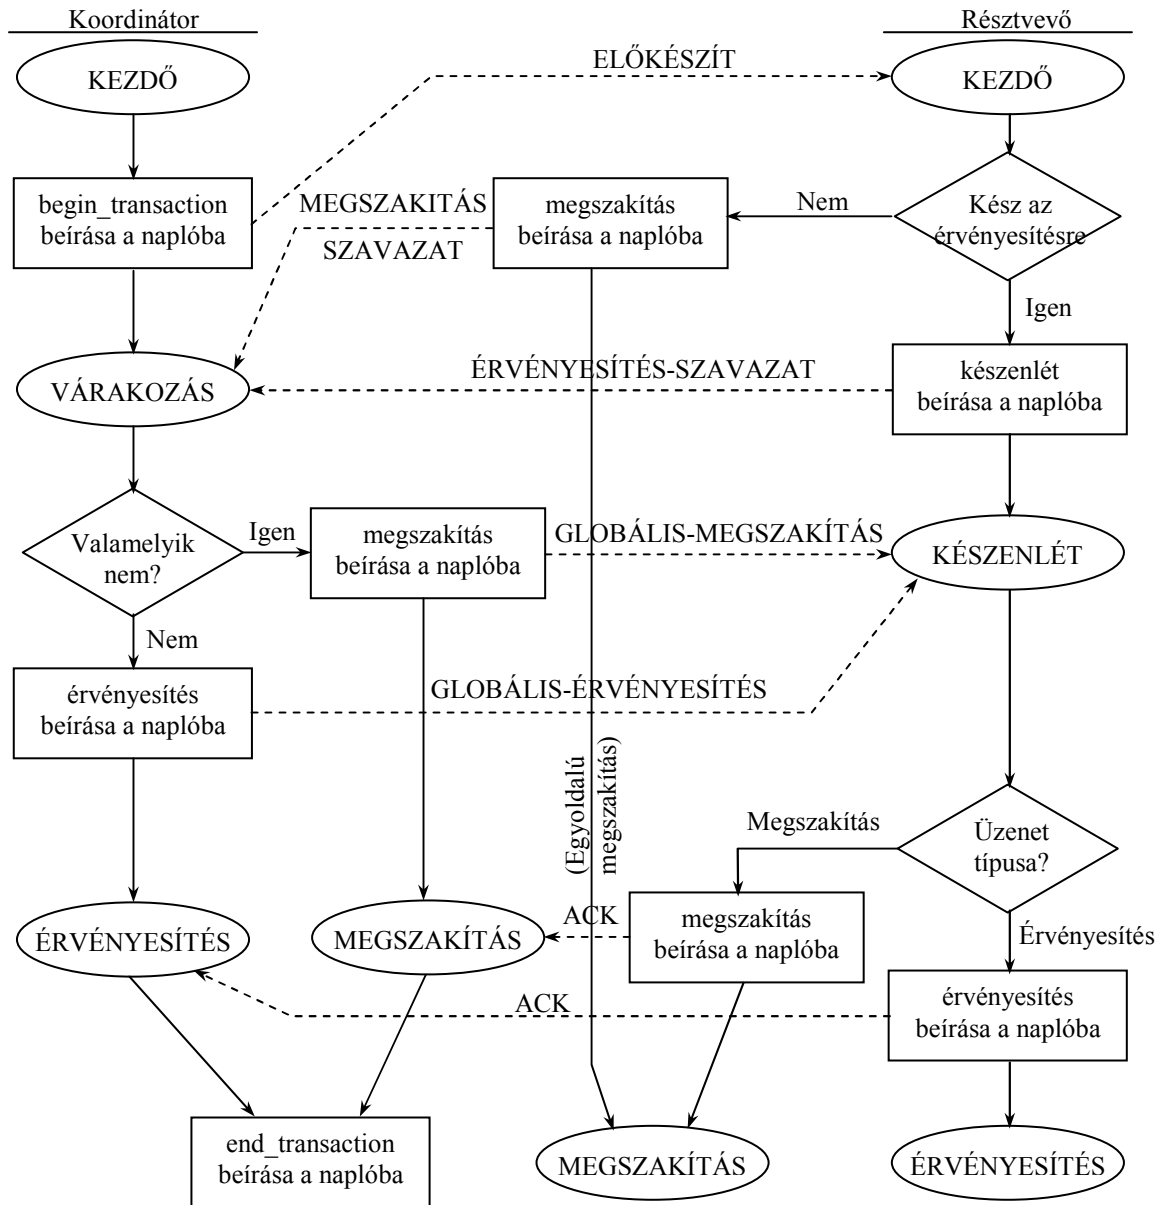 Koordinátor
Résztvevő
KEZDŐ
ELŐKÉSZÍT
KEZDŐ
begin_transaction
beírása a naplóba
MEGSZAKITÁS
SZAVAZAT
megszakítás
beírása a naplóba
Nem
Kész az
érvényesítésre
Igen
VÁRAKOZÁS
ÉRVÉNYESÍTÉS-SZAVAZAT
készenlét
beírása a naplóba
Valamelyik
nem?
Igen
megszakítás
beírása a naplóba
GLOBÁLIS-MEGSZAKÍTÁS
KÉSZENLÉT
Nem
érvényesítés
beírása a naplóba
GLOBÁLIS-ÉRVÉNYESÍTÉS
(Egyoldalú
megszakítás)
Megszakítás
Üzenet
típusa?
ÉRVÉNYESÍTÉS
MEGSZAKÍTÁS
ACK
megszakítás
beírása a naplóba
Érvényesítés
ACK
érvényesítés
beírása a naplóba
end_transaction
beírása a naplóba
MEGSZAKÍTÁS
ÉRVÉNYESÍTÉS